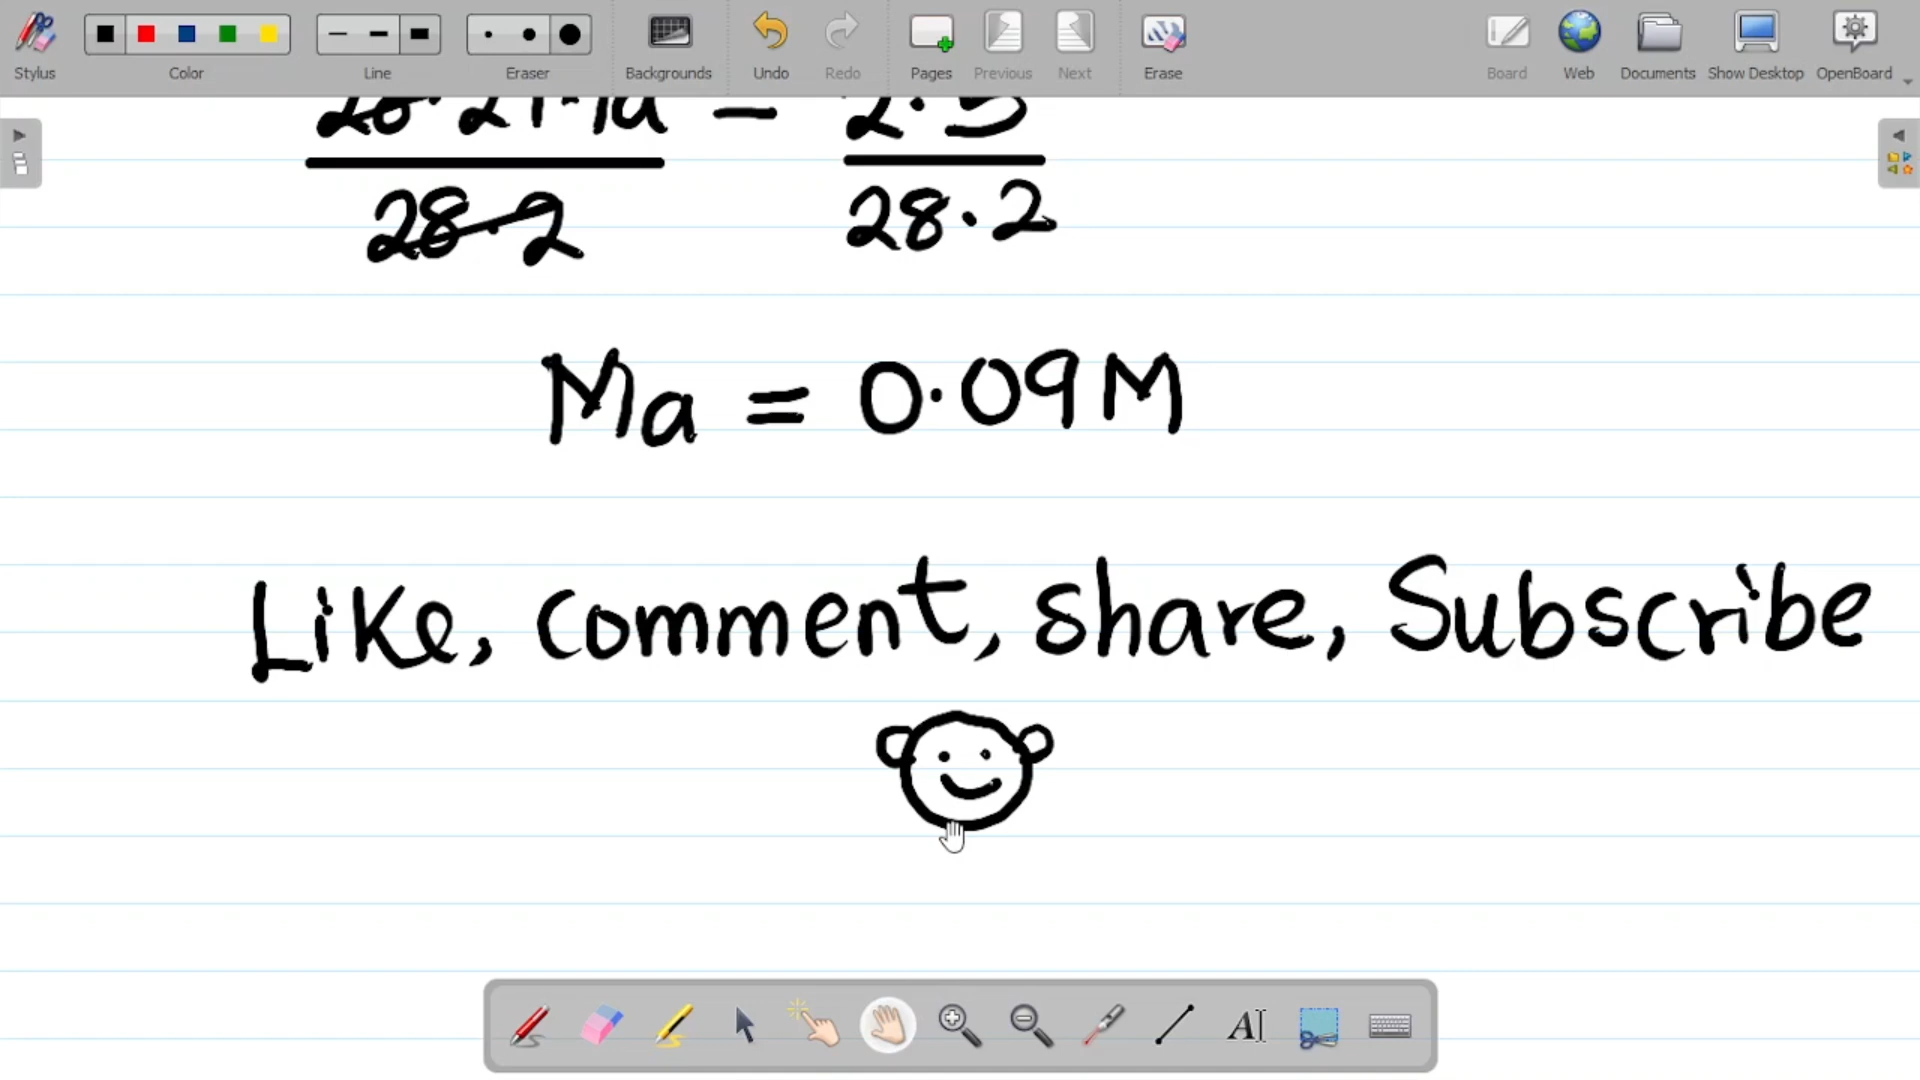 Stylus Color Line Eraser Backgrounds Undo Redo Pages Previous Next Erase Board Web Documents Show Desktop OpenBoard
28.2 28.2
Ma = 0.09M
Like, comment, share, Subscribe